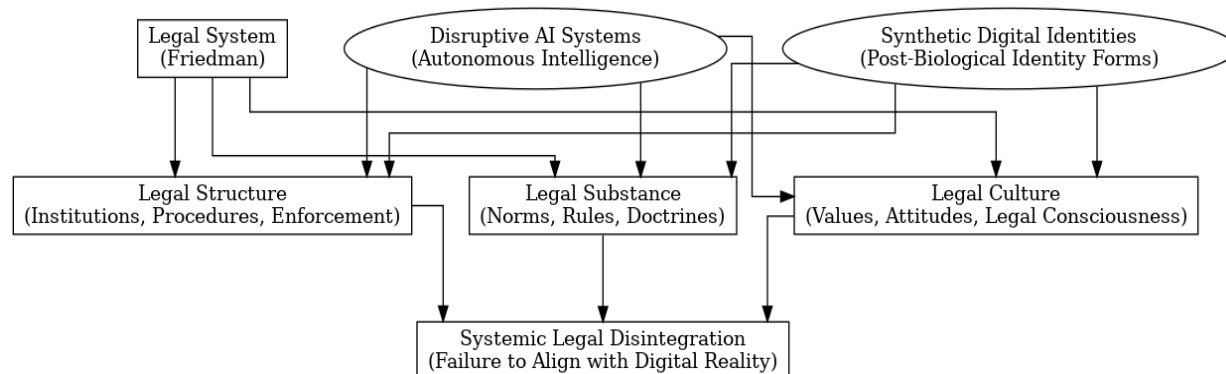 Legal System
(Friedman)
Disruptive AI Systems
(Autonomous Intelligence)
Synthetic Digital Identities
(Post-Biological Identity Forms)
Legal Structure
(Institutions, Procedures, Enforcement)
Legal Substance
(Norms, Rules, Doctrines)
Legal Culture
(Values, Attitudes, Legal Consciousness)
Systemic Legal Disintegration
(Failure to Align with Digital Reality)